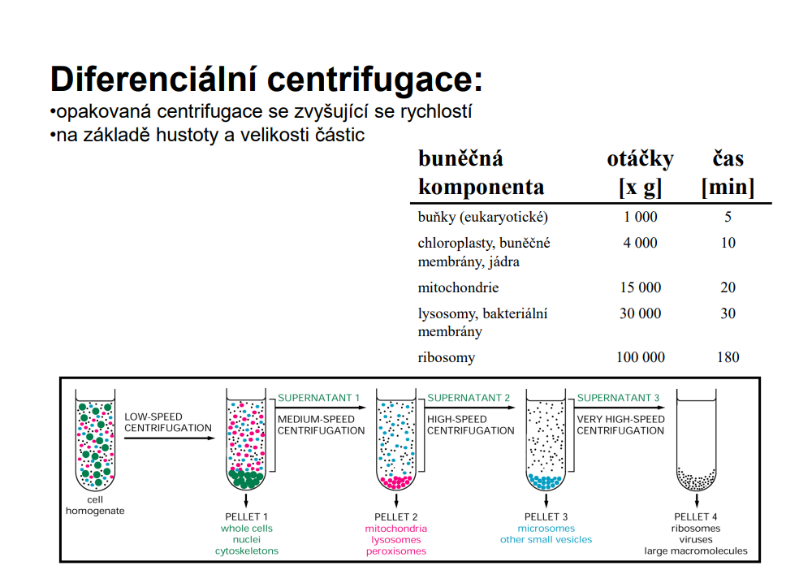 Diferenciální centrifugace:
•opakovaná centrifugace se zvyšující se rychlostí
•na základě hustoty a velikosti částic
buněčná otáčky čas
komponenta [x g] [min]
buňky (eukaryotické) 1 000 5
chloroplasty, buněčné 4 000 10
membrány, jádra
mitochondrie 15 000 20
lysosomy, bakteriální 30 000 30
membrány
ribosomy 100 000 180
LOW-SPEED
CENTRIFUGATION
SUPERNATANT 1
MEDIUM-SPEED
CENTRIFUGATION
SUPERNATANT 2
HIGH-SPEED
CENTRIFUGATION
SUPERNATANT 3
VERY HIGH-SPEED
CENTRIFUGATION
cell
homogenate
PELLET 1
whole cells
nuclei
cytoskeletons
PELLET 2
mitochondria
lysosomes
peroxisomes
PELLET 3
microsomes
other small vesicles
PELLET 4
ribosomes
viruses
large macromolecules